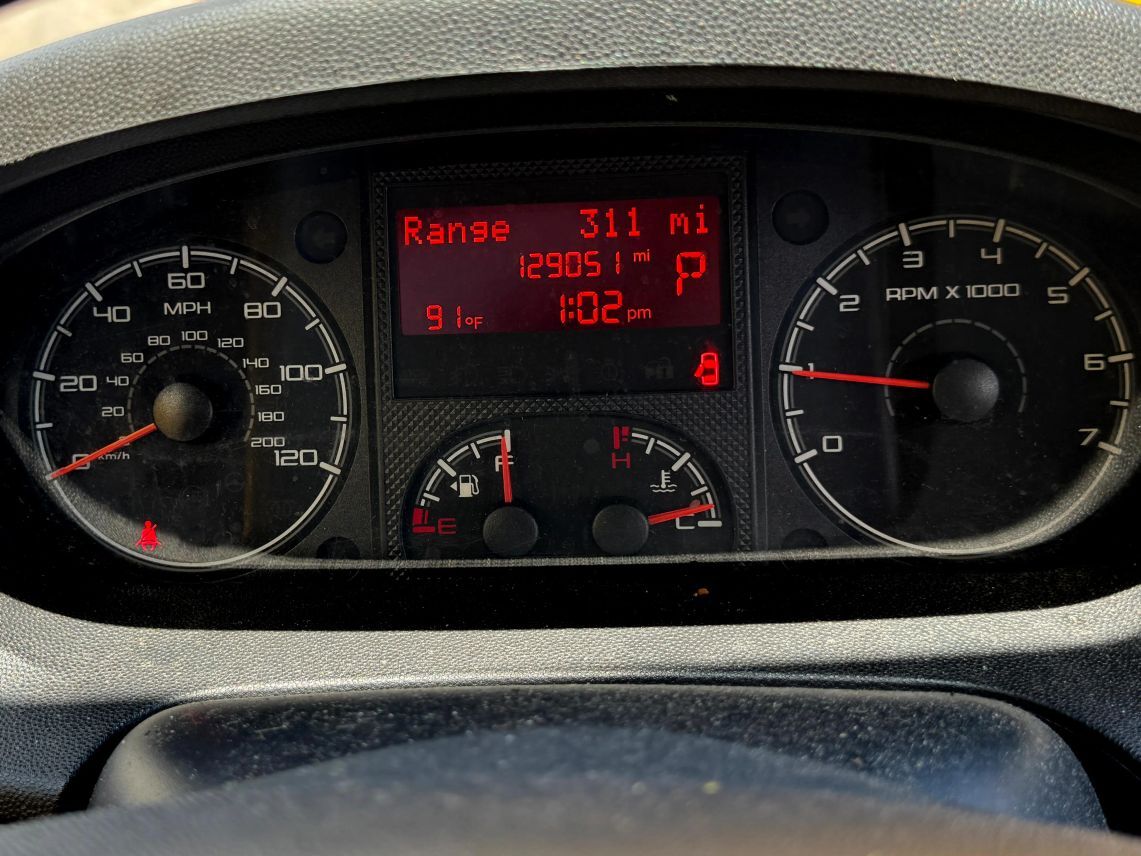 Range 311 mi
129051 mi
P
91°F 1:02 pm
0 20 40 60 80 100 120
MPH
20 40 60 80 100 120 140 160 180 200
km/h
0 1 2 3 4 5 6 7
RPM X 1000
E F
H C